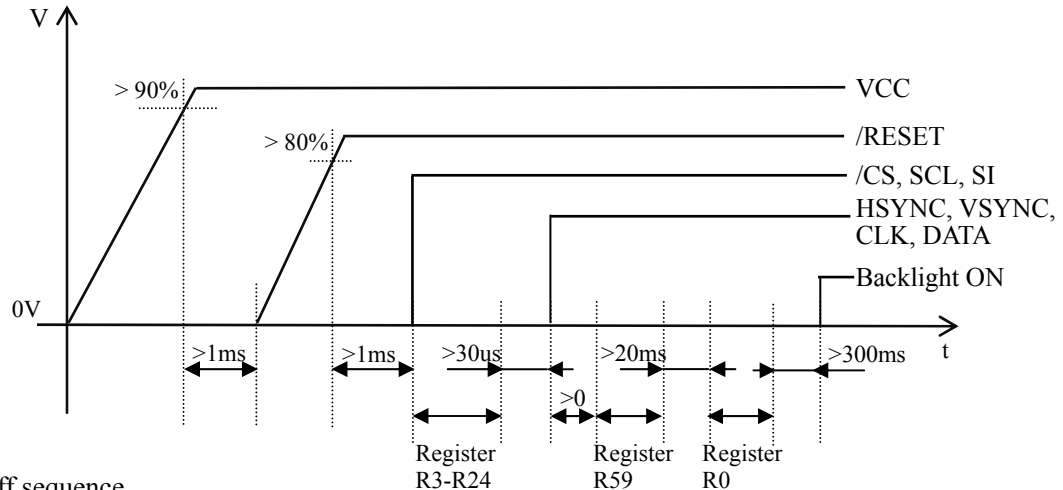 V
> 90%
VCC
> 80%
/RESET
/CS, SCL, SI
HSYNC, VSYNC,
CLK, DATA
Backlight ON
0V
t
>1ms
>1ms
>30us
>20ms
>300ms
>0
Register
R3-R24
Register
R59
Register
R0
sequence